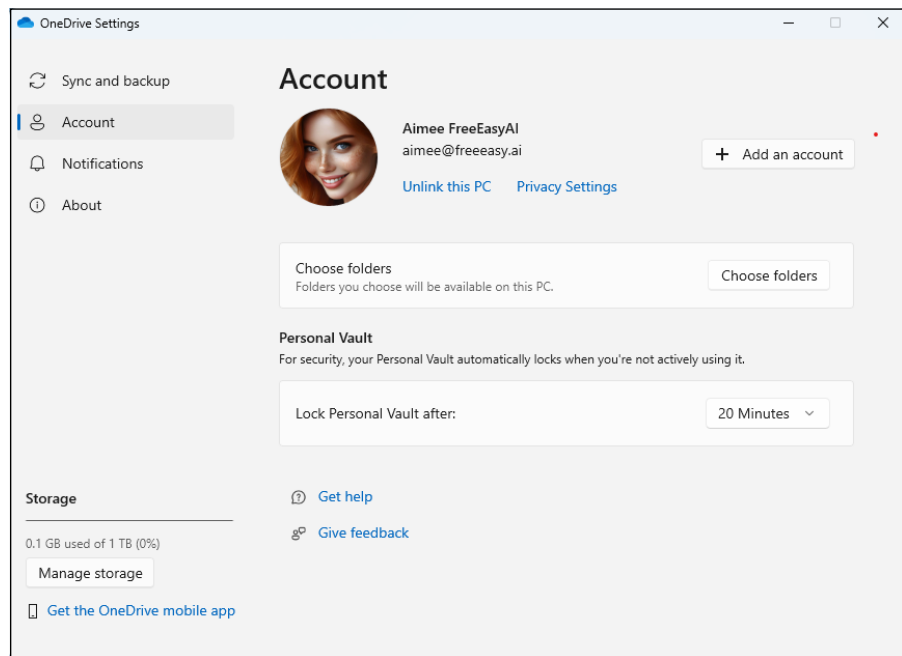 OneDrive Settings
Sync and backup
Account
Notifications
About
Storage
0.1 GB used of 1 TB (0%)
Manage storage
Get the OneDrive mobile app
Account
Aimee FreeEasyAI
aimee@freeeasy.ai
Unlink this PC Privacy Settings
+ Add an account
Choose folders
Folders you choose will be available on this PC.
Choose folders
Personal Vault
For security, your Personal Vault automatically locks when you're not actively using it.
Lock Personal Vault after:
20 Minutes
Get help
Give feedback